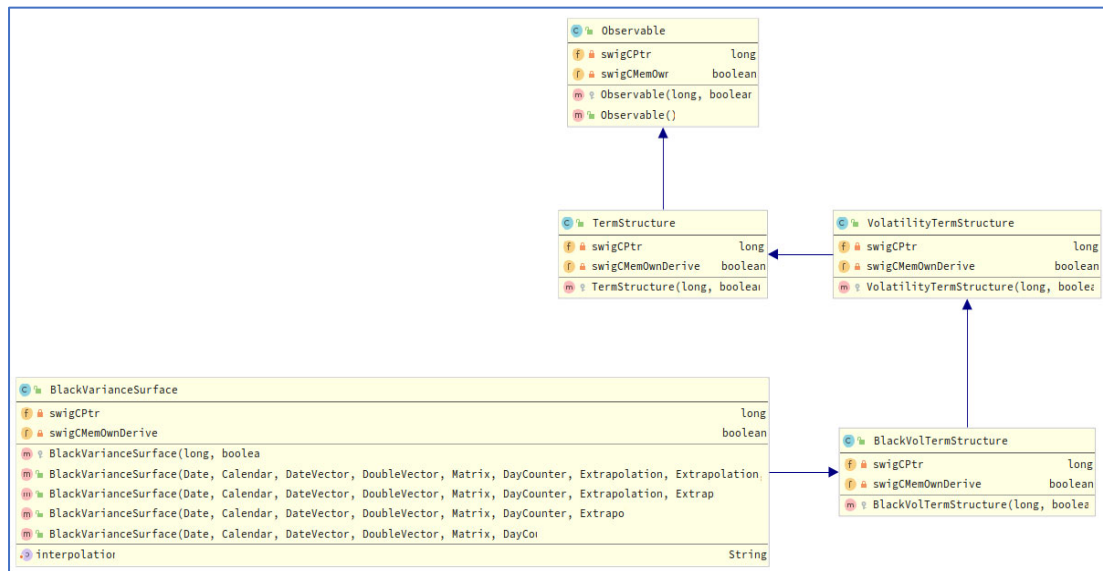 Observable
swigCPtr long
swigCMemOwr boolean
Observable(long, boolear
Observable()
TermStructure
swigCPtr long
swigCMemOwnDerive boolean
TermStructure(long, boolea
VolatilityTermStructure
swigCPtr long
swigCMemOwnDerive boolean
VolatilityTermStructure(long, boolea
BlackVarianceSurface
swigCPtr long
swigCMemOwnDerive boolean
BlackVarianceSurface(long, boolea
BlackVarianceSurface(Date, Calendar, DateVector, DoubleVector, Matrix, DayCounter, Extrapolation, Extrapolation,
BlackVarianceSurface(Date, Calendar, DateVector, DoubleVector, Matrix, DayCounter, Extrapolation, Extrap
BlackVarianceSurface(Date, Calendar, DateVector, DoubleVector, Matrix, DayCounter, Extrapo
BlackVarianceSurface(Date, Calendar, DateVector, DoubleVector, Matrix, DayCou
interpolation String
BlackVolTermStructure
swigCPtr long
swigCMemOwnDerive boolean
BlackVolTermStructure(long, boolea